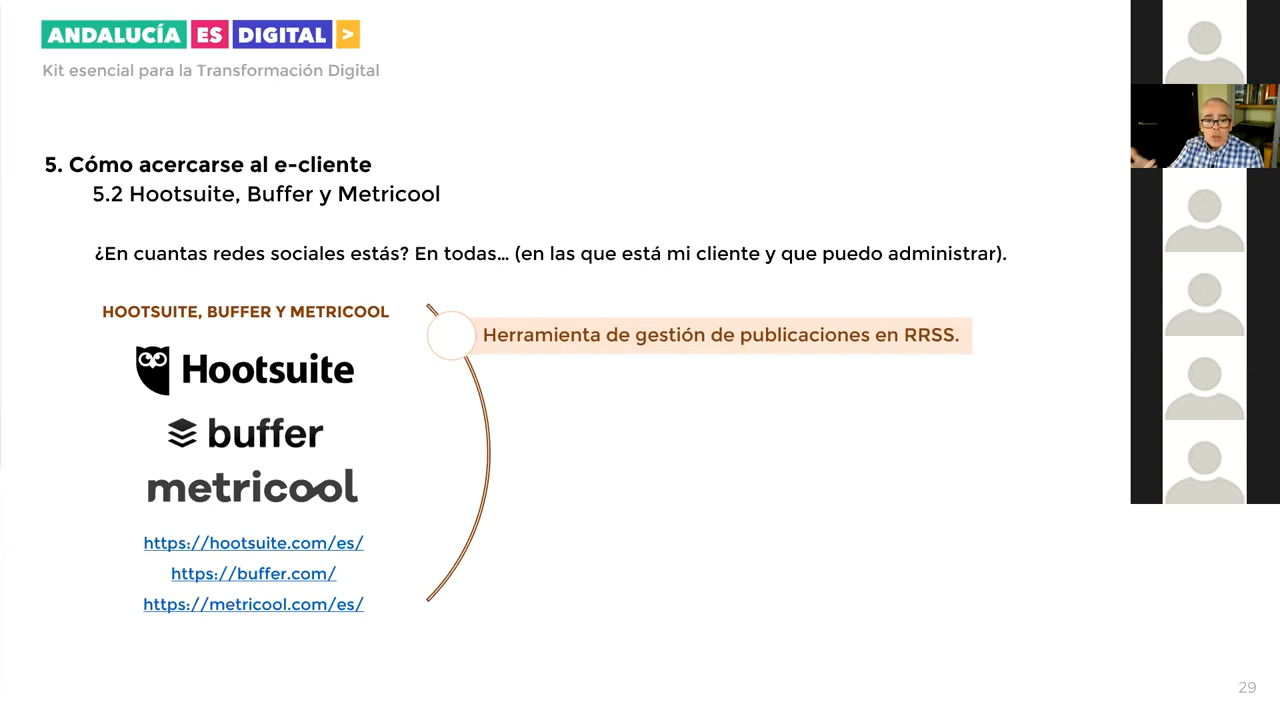 ANDALUCÍA ES DIGITAL >
Kit esencial para la Transformación Digital
5. Cómo acercarse al e-cliente
5.2 Hootsuite, Buffer y Metricool
¿En cuantas redes sociales estás? En todas... (en las que está mi cliente y que puedo administrar).
HOOTSUITE, BUFFER Y METRICOOL
Herramienta de gestión de publicaciones en RRSS.
Hootsuite
buffer
metricool
https://hootsuite.com/es/
https://buffer.com/
https://metricool.com/es/
29